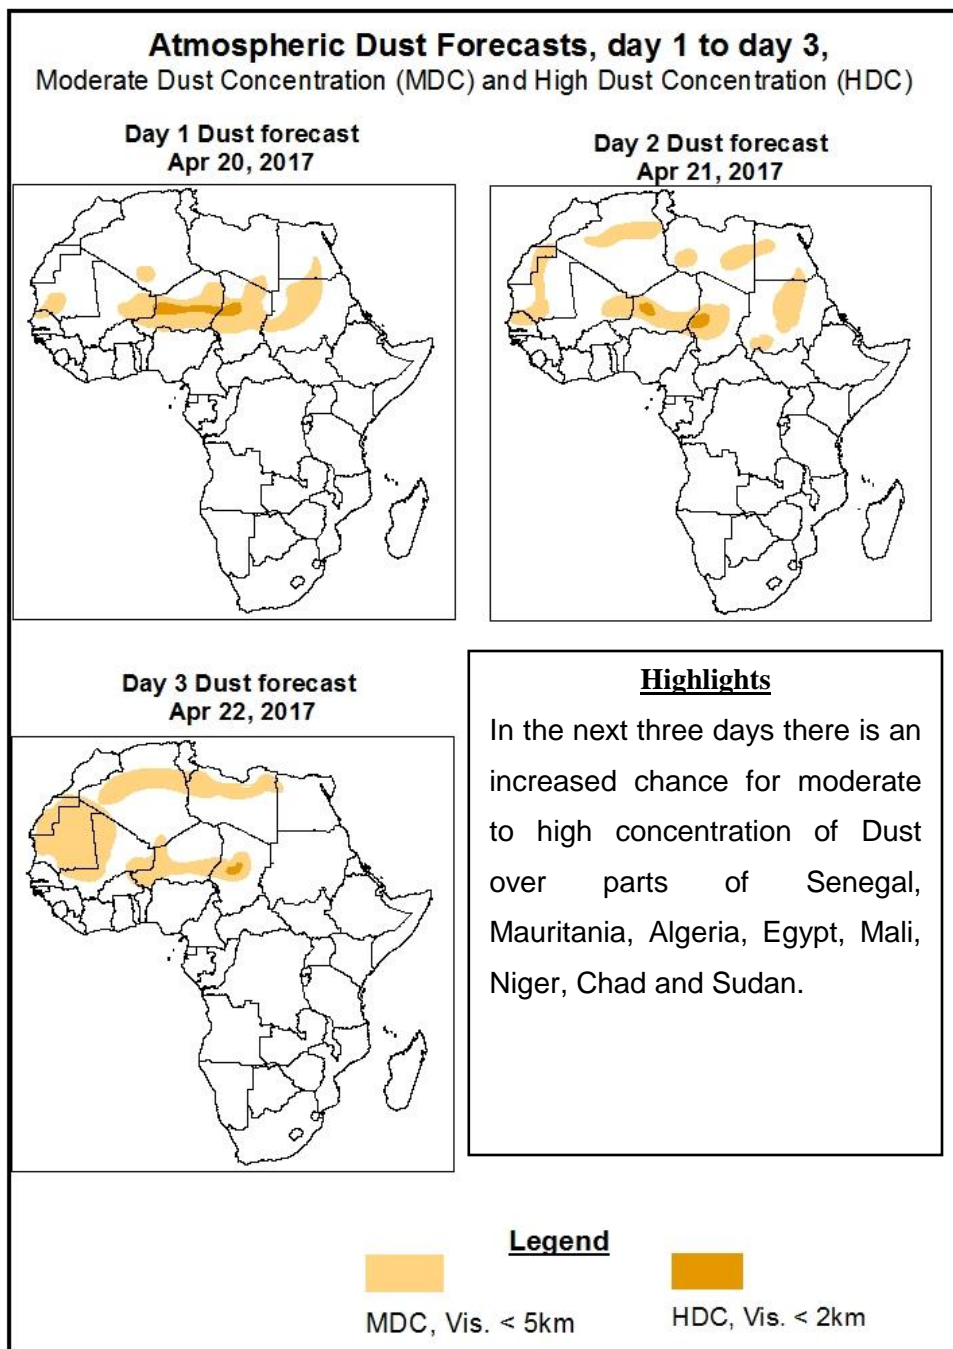 Atmospheric Dust Forecasts, day 1 to day 3,
Moderate Dust Concentration (MDC) and High Dust Concentration (HDC)
Day 1 Dust forecast
Apr 20, 2017
Day 2 Dust forecast
Apr 21, 2017
Day 3 Dust forecast
Apr 22, 2017
Highlights
In the next three days there is an
increased chance for moderate
to high concentration of Dust
over parts of Senegal,
Mauritania, Algeria, Egypt, Mali,
Niger, Chad and Sudan.
Legend
MDC, Vis. < 5km
HDC, Vis. < 2km